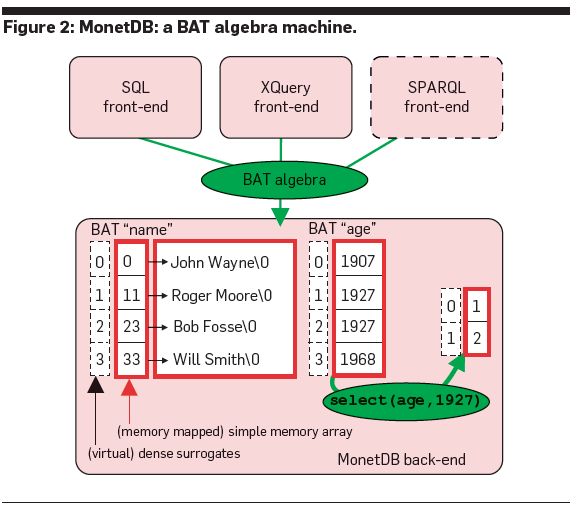 Figure 2: MonetDB: a BAT algebra machine.
SQL
front-end
XQuery
front-end
SPARQL
front-end
BAT algebra
BAT “name”
BAT “age”
0 0 John Wayne\0
1 11 Roger Moore\0
2 23 Bob Fosse\0
3 33 Will Smith\0
0 1907
1 1927
2 1927
3 1968
0 1
1 2
select(age,1927)
(memory mapped) simple memory array
(virtual) dense surrogates
MonetDB back-end